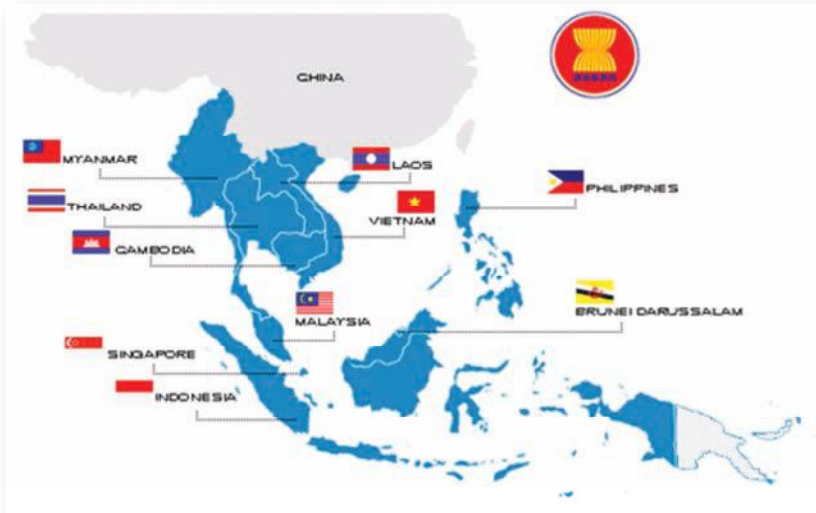 CHINA
MYANMAR
LAOS
PHILIPPINES
THAILAND
VIETNAM
CAMBODIA
BRUNEI DARUSSALAM
MALAYSIA
SINGAPORE
INDONESIA